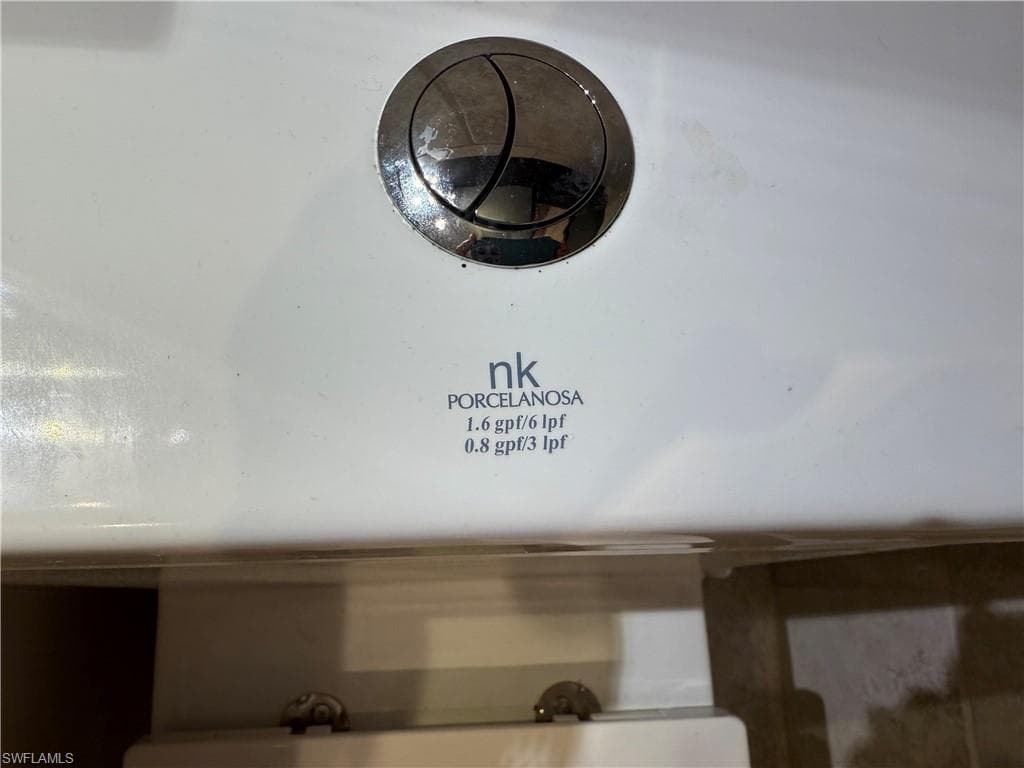 nk
PORCELANOSA
1.6 gpf/6 lpf
0.8 gpf/3 lpf
SWFLAMLS